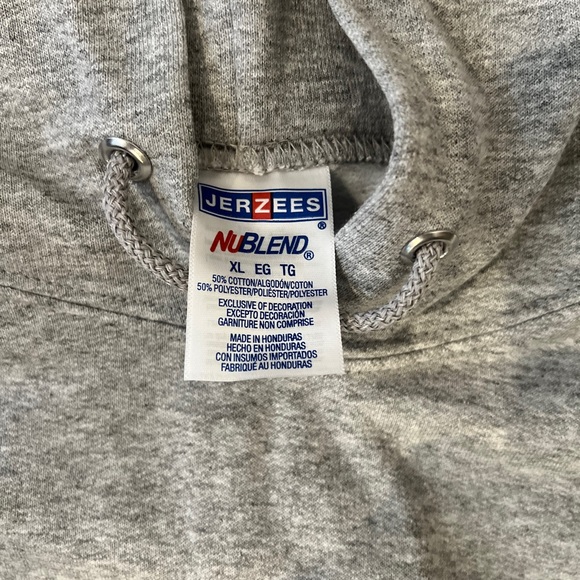 JERZEES
®
NUBLEND®
XL EG TG
50% COTTON/ALGODÓN/COTON
50% POLYESTER/POLIÉSTER/POLYESTER
EXCLUSIVE OF DECORATION
EXCEPTO DECORACIÓN
GARNITURE NON COMPRISE
MADE IN HONDURAS
HECHO EN HONDURAS
CON INSUMOS IMPORTADOS
FABRIQUÉ AU HONDURAS